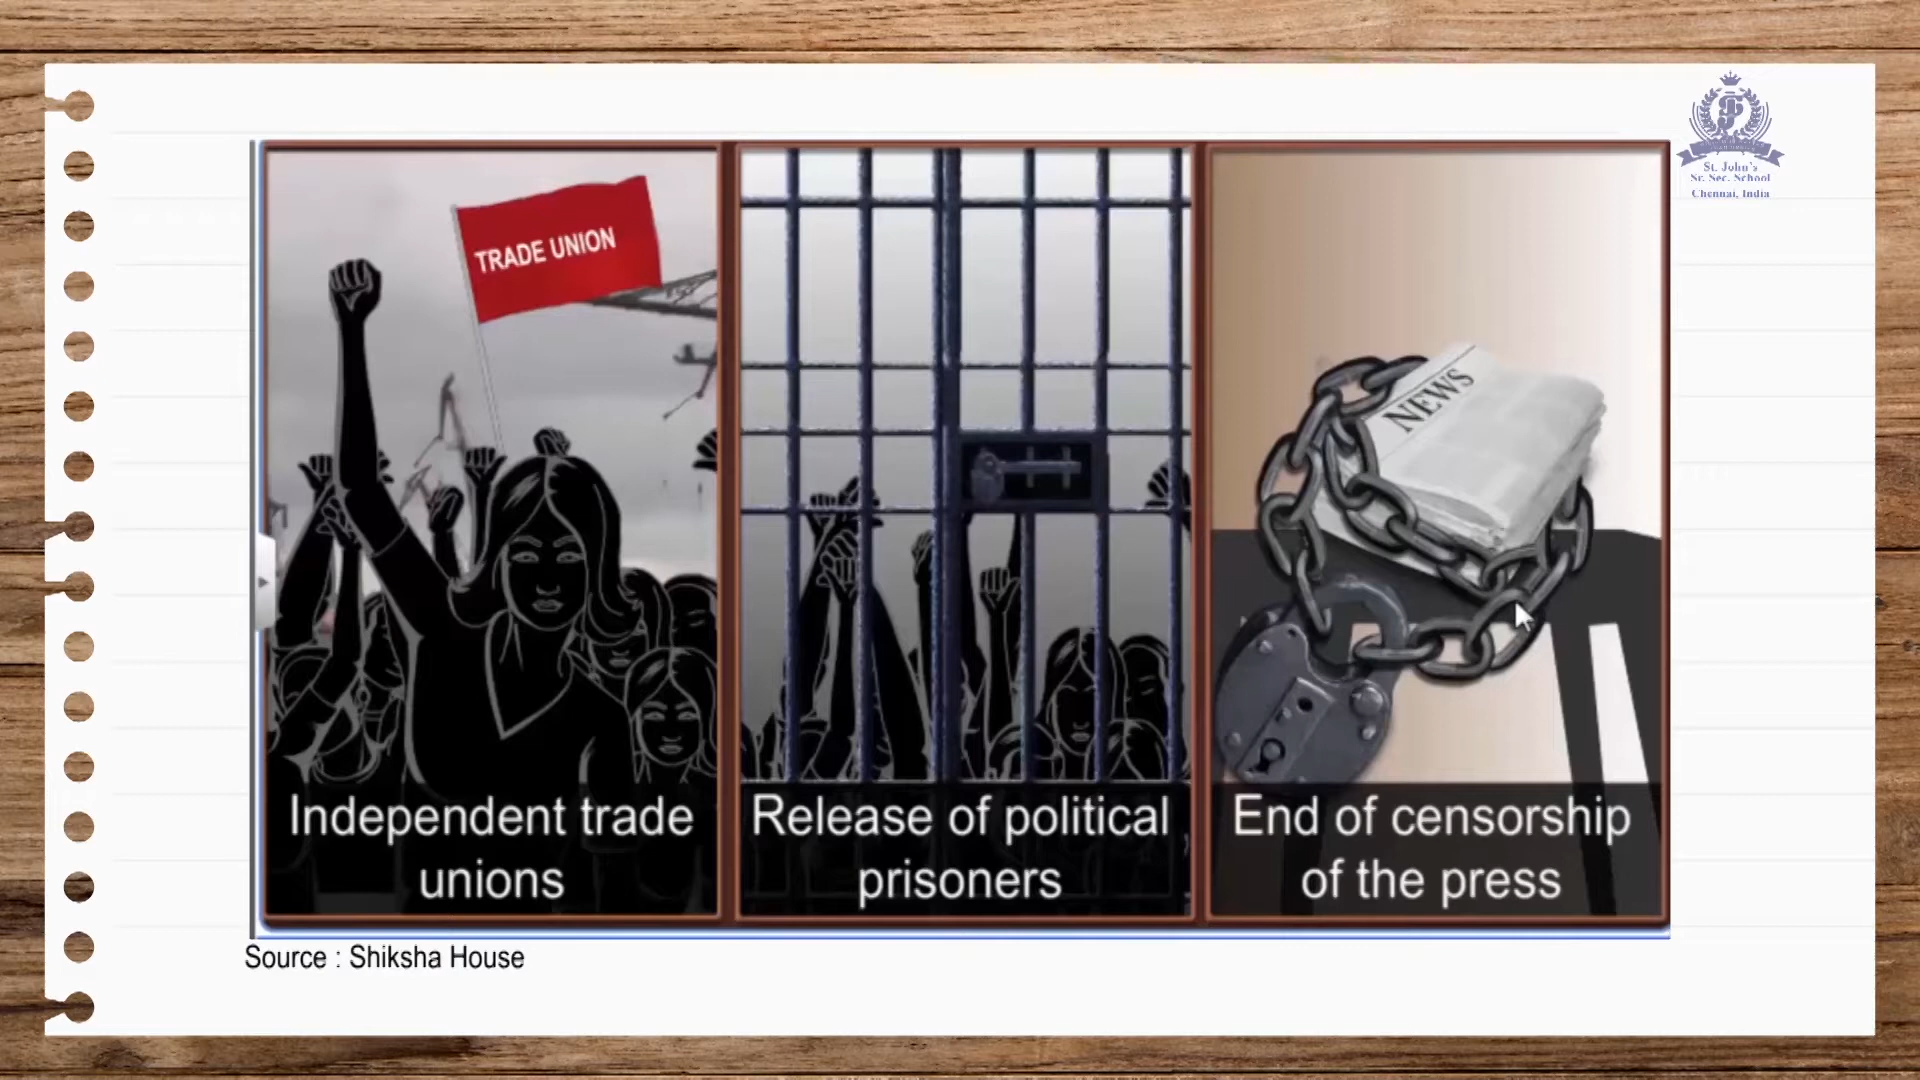 St. John's
Sr. Sec. School
Chennai, India
TRADE UNION
NEWS
Independent trade
unions
Release of political
prisoners
End of censorship
of the press
Source : Shiksha House